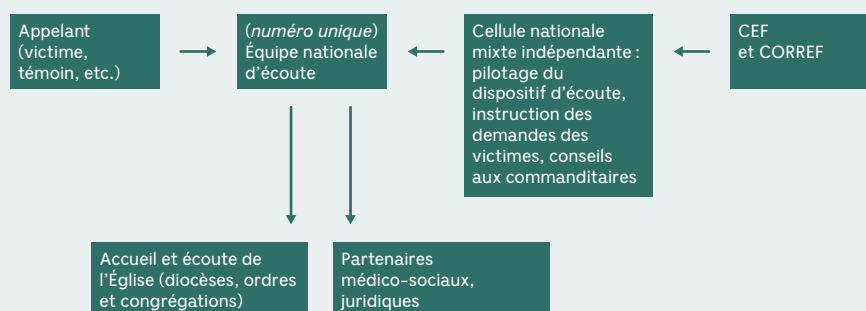 Appelant
(victime,
témoin, etc.)
(numéro unique)
Équipe nationale
d'écoute
Cellule nationale
mixte indépendante :
pilotage du
dispositif d'écoute,
instruction des
demandes des
victimes, conseils
aux commanditaires
CEF
et CORREF
Accueil et écoute de
l'Église (diocèses, ordres
et congrégations)
Partenaires
médico-sociaux,
juridiques